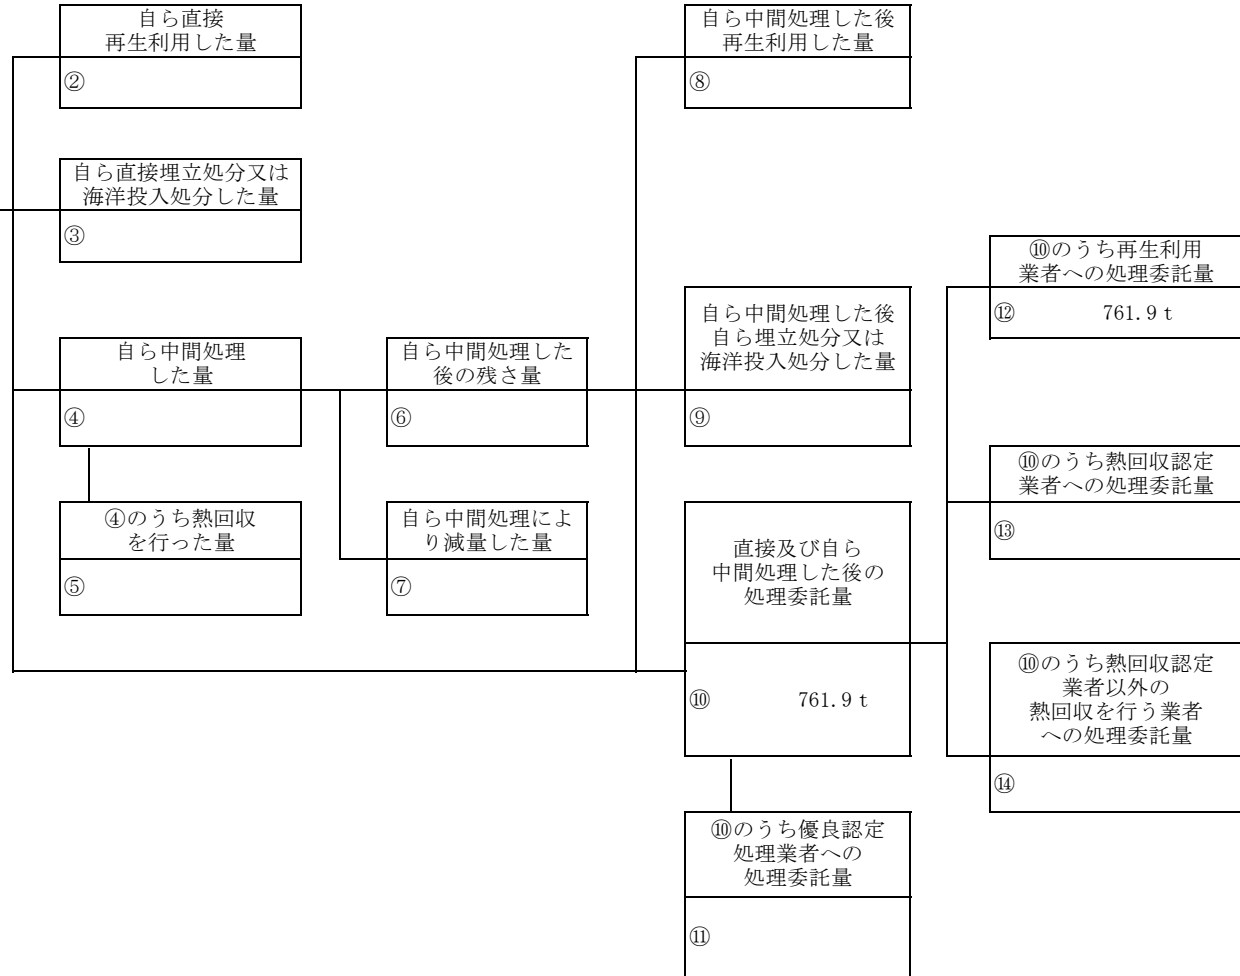 自ら直接
再生利用した量
②
自ら直接埋立処分又は
海洋投入処分した量
③
自ら中間処理
した量
④
④のうち熱回収
を行った量
⑤
自ら中間処理した
後の残さ量
⑥
自ら中間処理によ
り減量した量
⑦
自ら中間処理した後
再生利用した量
⑧
自ら中間処理した後
自ら埋立処分又は
海洋投入処分した量
⑨
直接及び自ら
中間処理した後の
処理委託量
⑩ 761.9 t
⑩のうち優良認定
処理業者への
処理委託量
⑪
⑩のうち再生利用
業者への処理委託量
⑫ 761.9 t
⑩のうち熱回収認定
業者への処理委託量
⑬
⑩のうち熱回収認定
業者以外の
熱回収を行う業者
への処理委託量
⑭